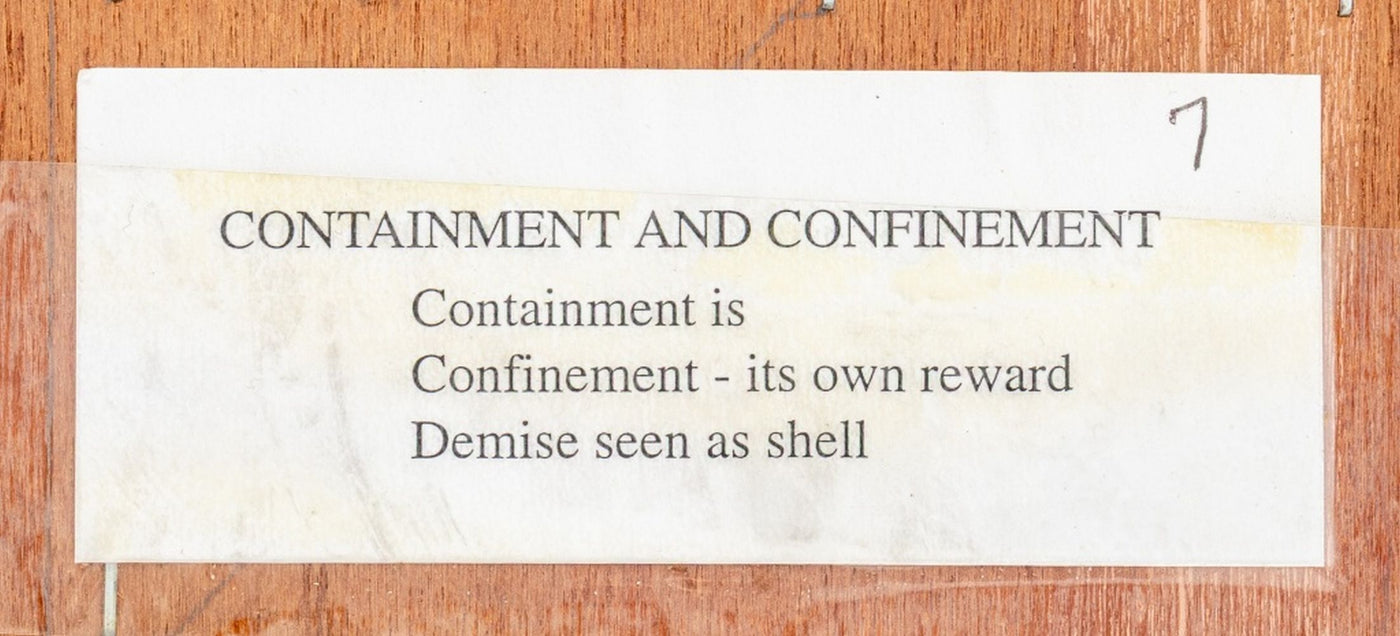 7
CONTAINMENT AND CONFINEMENT
Containment is
Confinement - its own reward
Demise seen as shell